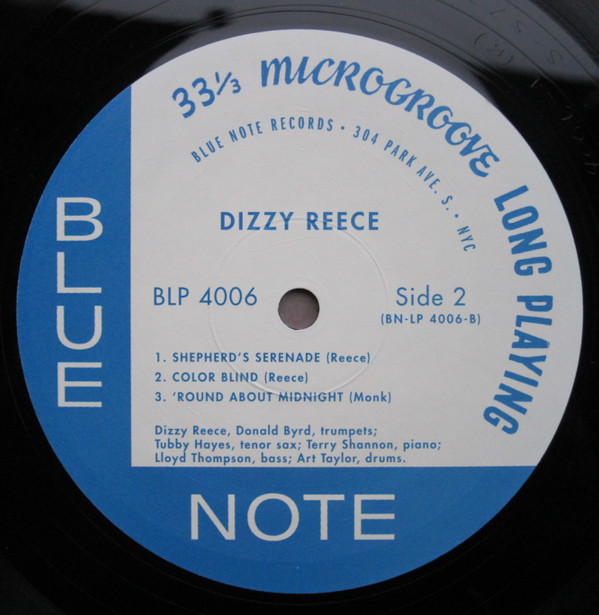 33⅓ MICROGROOVE LONG PLAYING
BLUE NOTE RECORDS • 304 PARK AVE. S. • NYC
DIZZY REECE
BLUE
BLP 4006
Side 2
(BN-LP 4006-B)
1. SHEPHERD'S SERENADE (Reece)
2. COLOR BLIND (Reece)
3. 'ROUND ABOUT MIDNIGHT (Monk)
Dizzy Reece, Donald Byrd, trumpets;
Tubby Hayes, tenor sax; Terry Shannon, piano;
Lloyd Thompson, bass; Art Taylor, drums.
NOTE